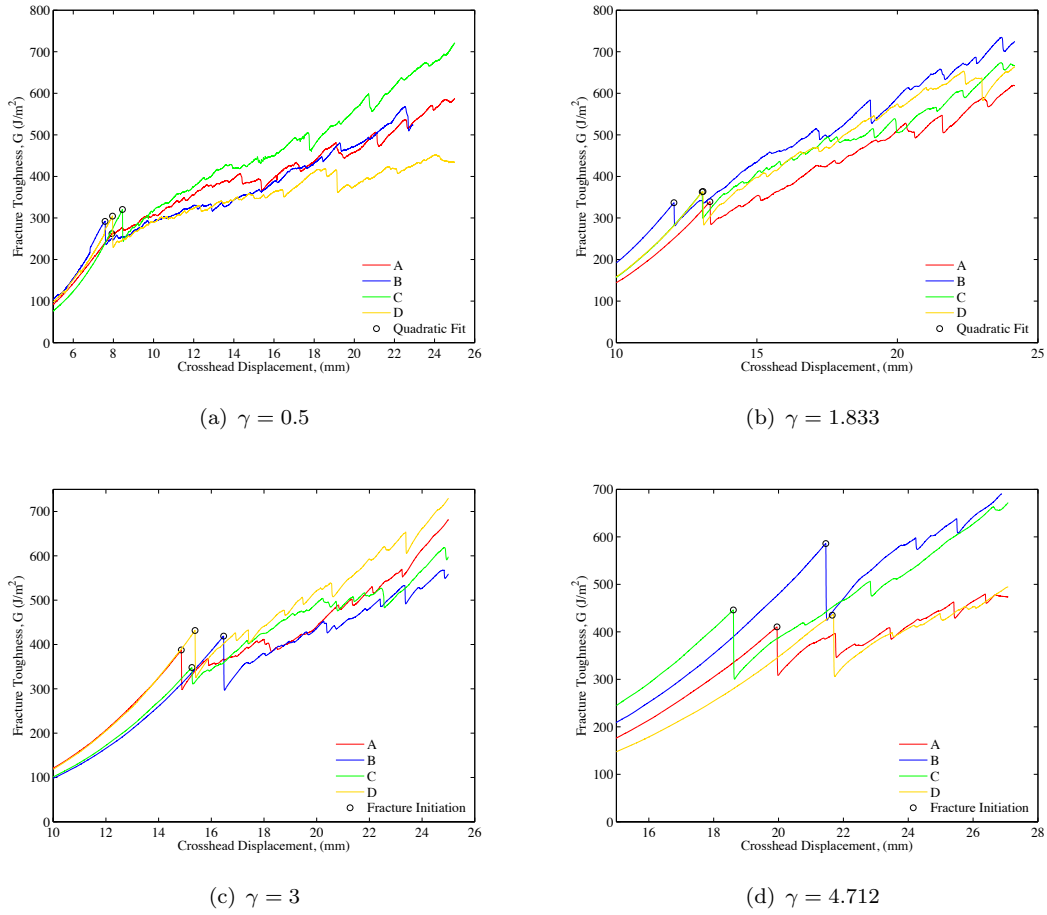 800
700
600
500
400
300
200
100
0
Fracture Toughness, G (J/m²)
6 8 10 12 14 16 18 20 22 24 26
Crosshead Displacement, (mm)
A
B
C
D
Quadratic Fit
(a) γ = 0.5
800
700
600
500
400
300
200
100
0
Fracture Toughness, G (J/m²)
10 15 20 25
Crosshead Displacement, (mm)
A
B
C
D
Quadratic Fit
(b) γ = 1.833
700
600
500
400
300
200
100
0
Fracture Toughness, G (J/m²)
10 12 14 16 18 20 22 24 26
Crosshead Displacement, (mm)
A
B
C
D
Fracture Initiation
(c) γ = 3
700
600
500
400
300
200
100
0
Fracture Toughness, G (J/m²)
16 18 20 22 24 26 28
Crosshead Displacement, (mm)
A
B
C
D
Fracture Initiation
(d) γ = 4.712